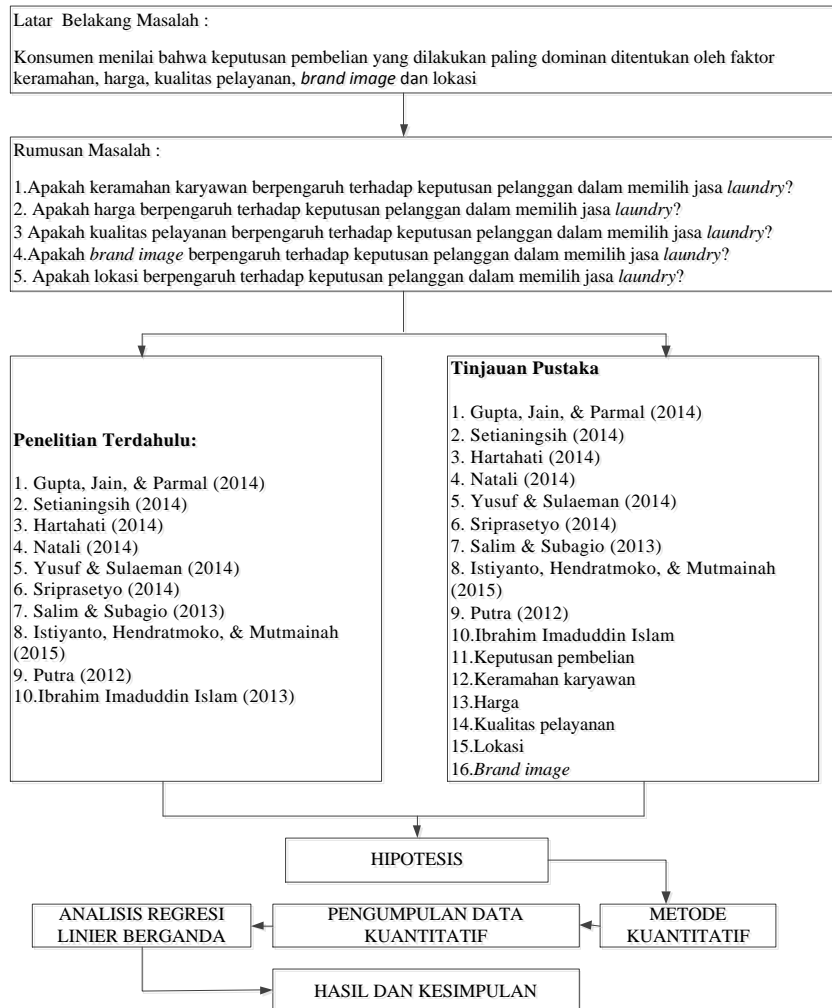 Latar Belakang Masalah :
Konsumen menilai bahwa keputusan pembelian yang dilakukan paling dominan ditentukan oleh faktor
keramahan, harga, kualitas pelayanan, brand image dan lokasi
Rumusan Masalah :
1.Apakah keramahan karyawan berpengaruh terhadap keputusan pelanggan dalam memilih jasa laundry?
2. Apakah harga berpengaruh terhadap keputusan pelanggan dalam memilih jasa laundry?
3 Apakah kualitas pelayanan berpengaruh terhadap keputusan pelanggan dalam memilih jasa laundry?
4.Apakah brand image berpengaruh terhadap keputusan pelanggan dalam memilih jasa laundry?
5. Apakah lokasi berpengaruh terhadap keputusan pelanggan dalam memilih jasa laundry?
Penelitian Terdahulu:
1. Gupta, Jain, & Parmal (2014)
2. Setianingsih (2014)
3. Hartahati (2014)
4. Natali (2014)
5. Yusuf & Sulaeman (2014)
6. Sriprasetyo (2014)
7. Salim & Subagio (2013)
8. Istiyanto, Hendratmoko, & Mutmainah
(2015)
9. Putra (2012)
10.Ibrahim Imaduddin Islam (2013)
Tinjauan Pustaka
1. Gupta, Jain, & Parmal (2014)
2. Setianingsih (2014)
3. Hartahati (2014)
4. Natali (2014)
5. Yusuf & Sulaeman (2014)
6. Sriprasetyo (2014)
7. Salim & Subagio (2013)
8. Istiyanto, Hendratmoko, & Mutmainah
(2015)
9. Putra (2012)
10.Ibrahim Imaduddin Islam
11.Keputusan pembelian
12.Keramahan karyawan
13.Harga
14.Kualitas pelayanan
15.Lokasi
16.Brand image
HIPOTESIS
METODE
KUANTITATIF
PENGUMPULAN DATA
KUANTITATIF
ANALISIS REGRESI
LINIER BERGANDA
HASIL DAN KESIMPULAN